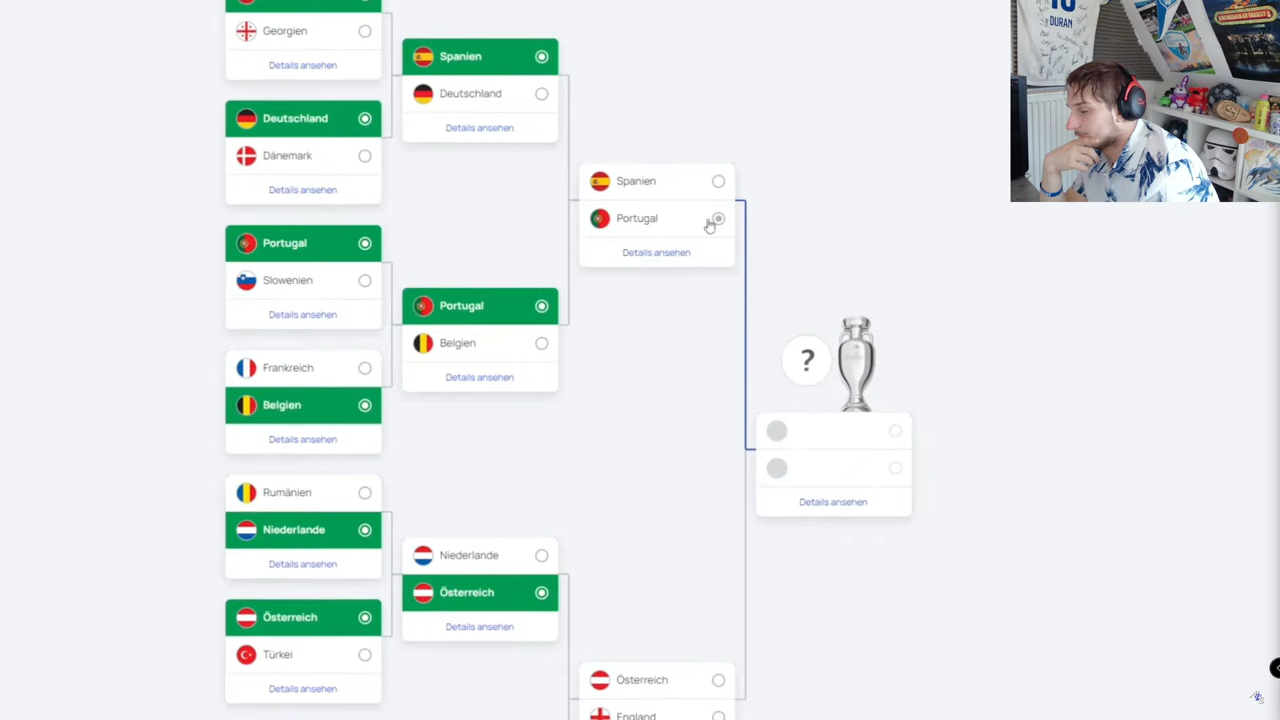 Georgien
Details ansehen
Deutschland
Dänemark
Details ansehen
Portugal
Slowenien
Details ansehen
Frankreich
Belgien
Details ansehen
Rumänien
Niederlande
Details ansehen
Österreich
Türkei
Details ansehen
Spanien
Deutschland
Details ansehen
Portugal
Belgien
Details ansehen
Niederlande
Österreich
Details ansehen
Spanien
Portugal
Details ansehen
Österreich
England
?
Details ansehen
10
DURAN